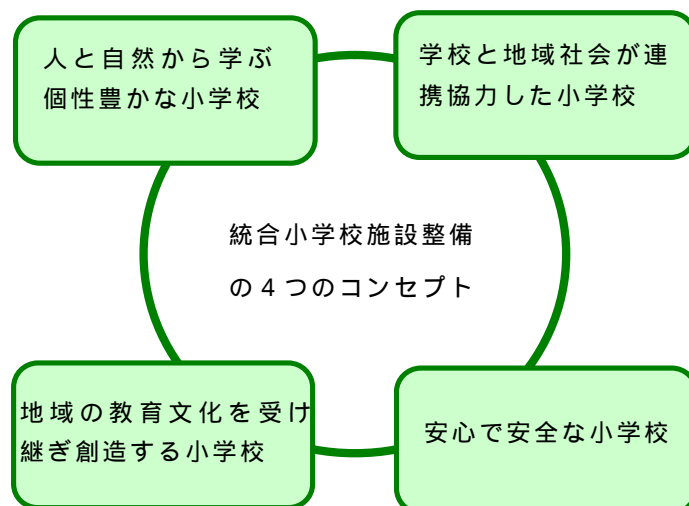 人と自然から学ぶ
個性豊かな小学校
学校と地域社会が連
携協力した小学校
統合小学校施設整備
の４つのコンセプト
地域の教育文化を受け
継ぎ創造する小学校
安心で安全な小学校